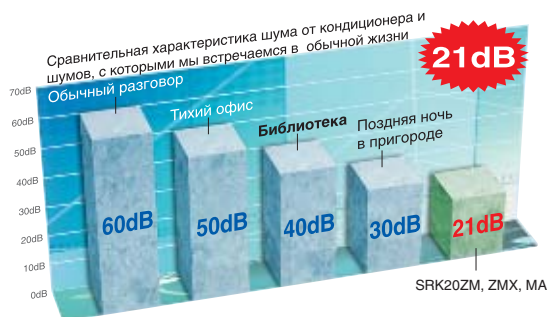 Сравнительная характеристика шума от кондиционера и
шумов, с которыми мы встречаемся в обычной жизни
21dB
70dB
60dB
50dB
40dB
30dB
20dB
10dB
0dB
Обычный разговор
Тихий офис
Библиотека
Поздняя ночь
в пригороде
60dB
50dB
40dB
30dB
21dB
SRK20ZM, ZMX, MA